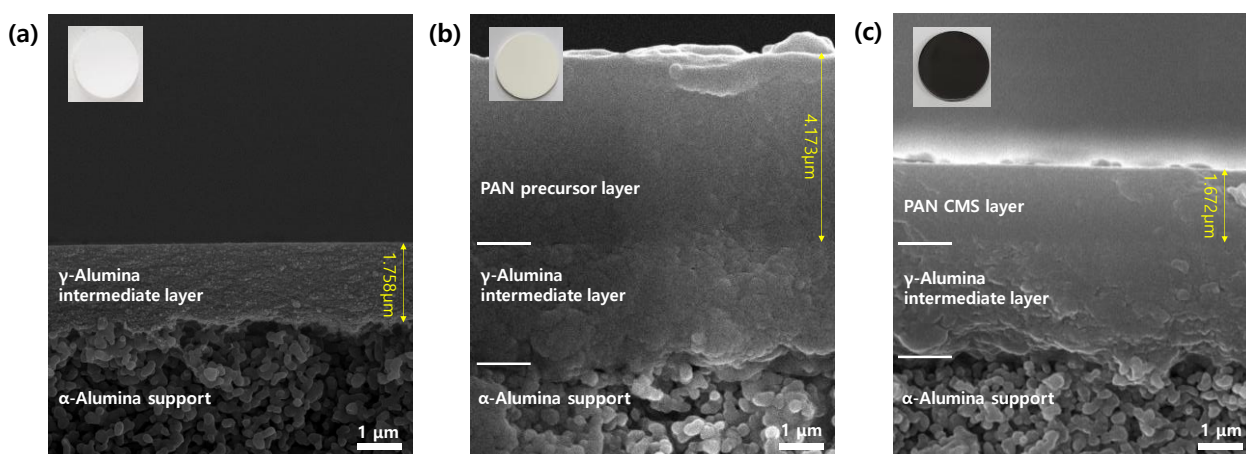 (a)
γ-Alumina
intermediate layer
1.758μm
α-Alumina support
1 μm
(b)
4.173μm
PAN precursor layer
γ-Alumina
intermediate layer
α-Alumina support
1 μm
(c)
1.672μm
PAN CMS layer
γ-Alumina
intermediate layer
α-Alumina support
1 μm